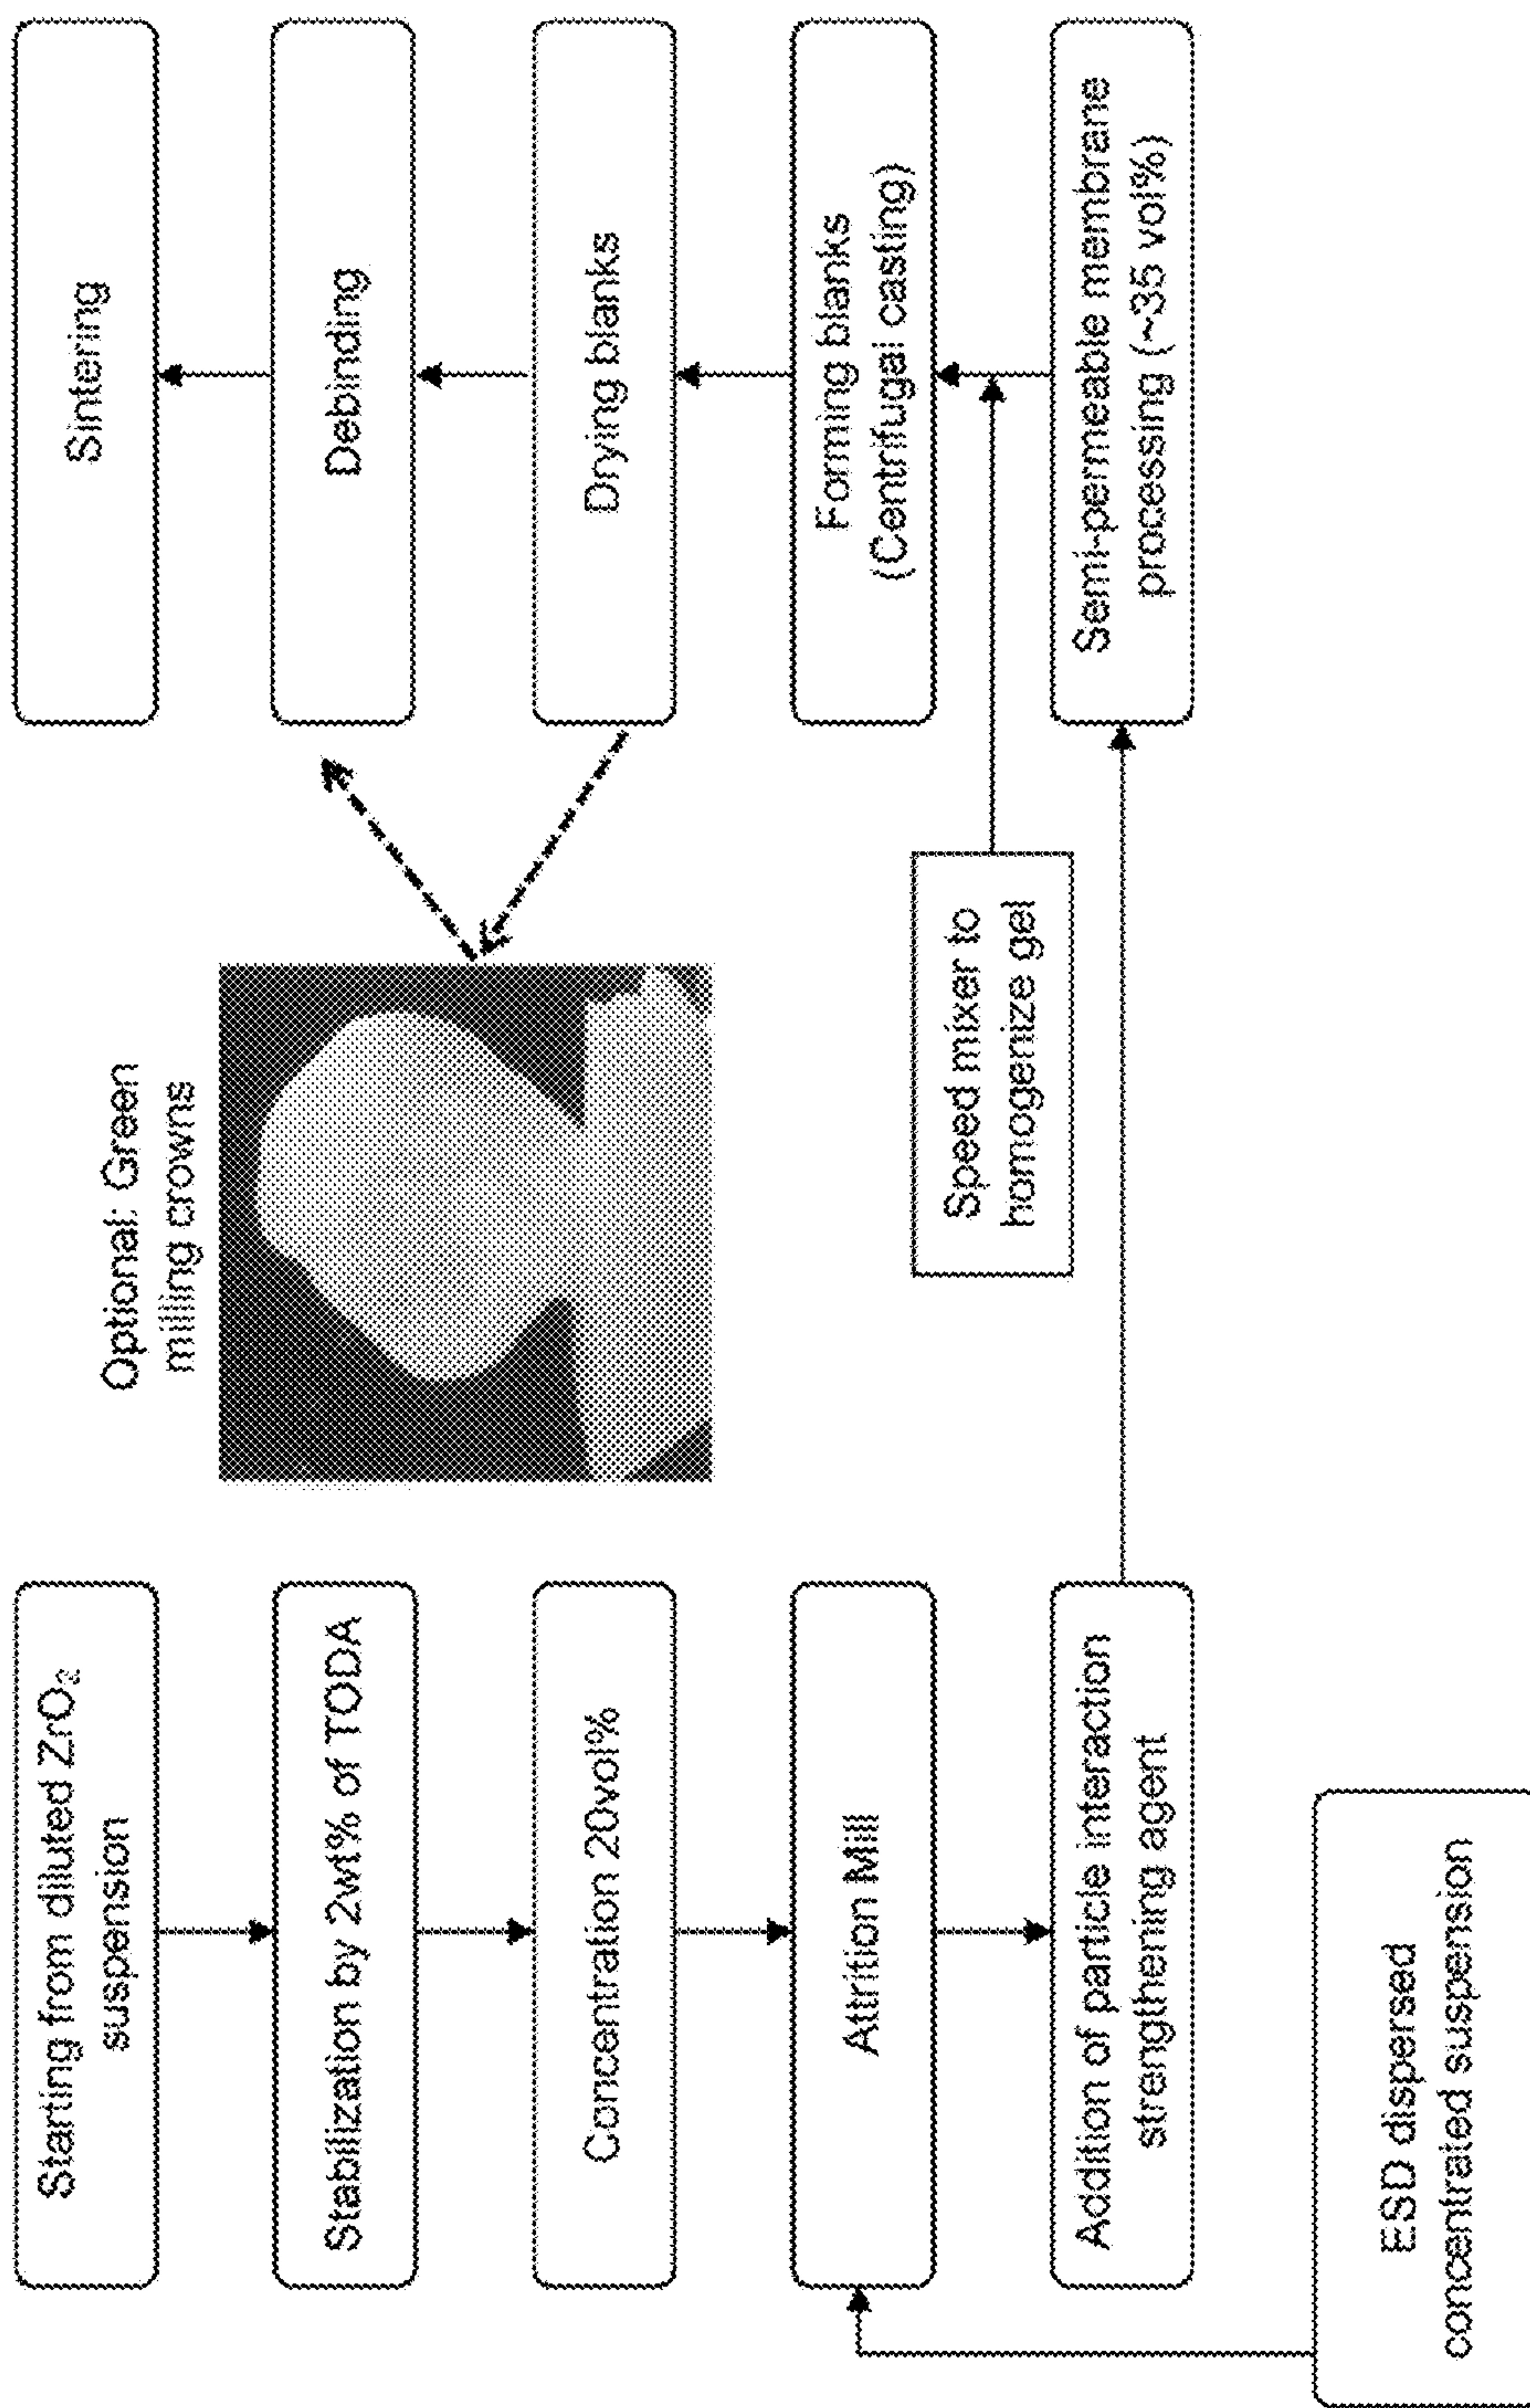 Starting from diluted ZrO₂
suspension
Stabilization by 2wt% of TODA
Concentration 20vol%
Attrition Mill
Addition of particle interaction
strengthening agent
ESD dispersed
concentrated suspension
Optional: Green
milling crowns
Speed mixer to
homogenize gel
Sintering
Debinding
Drying blanks
Forming blanks
(Centrifugal casting)
Semi-permeable membrane
processing (~35 vol%)